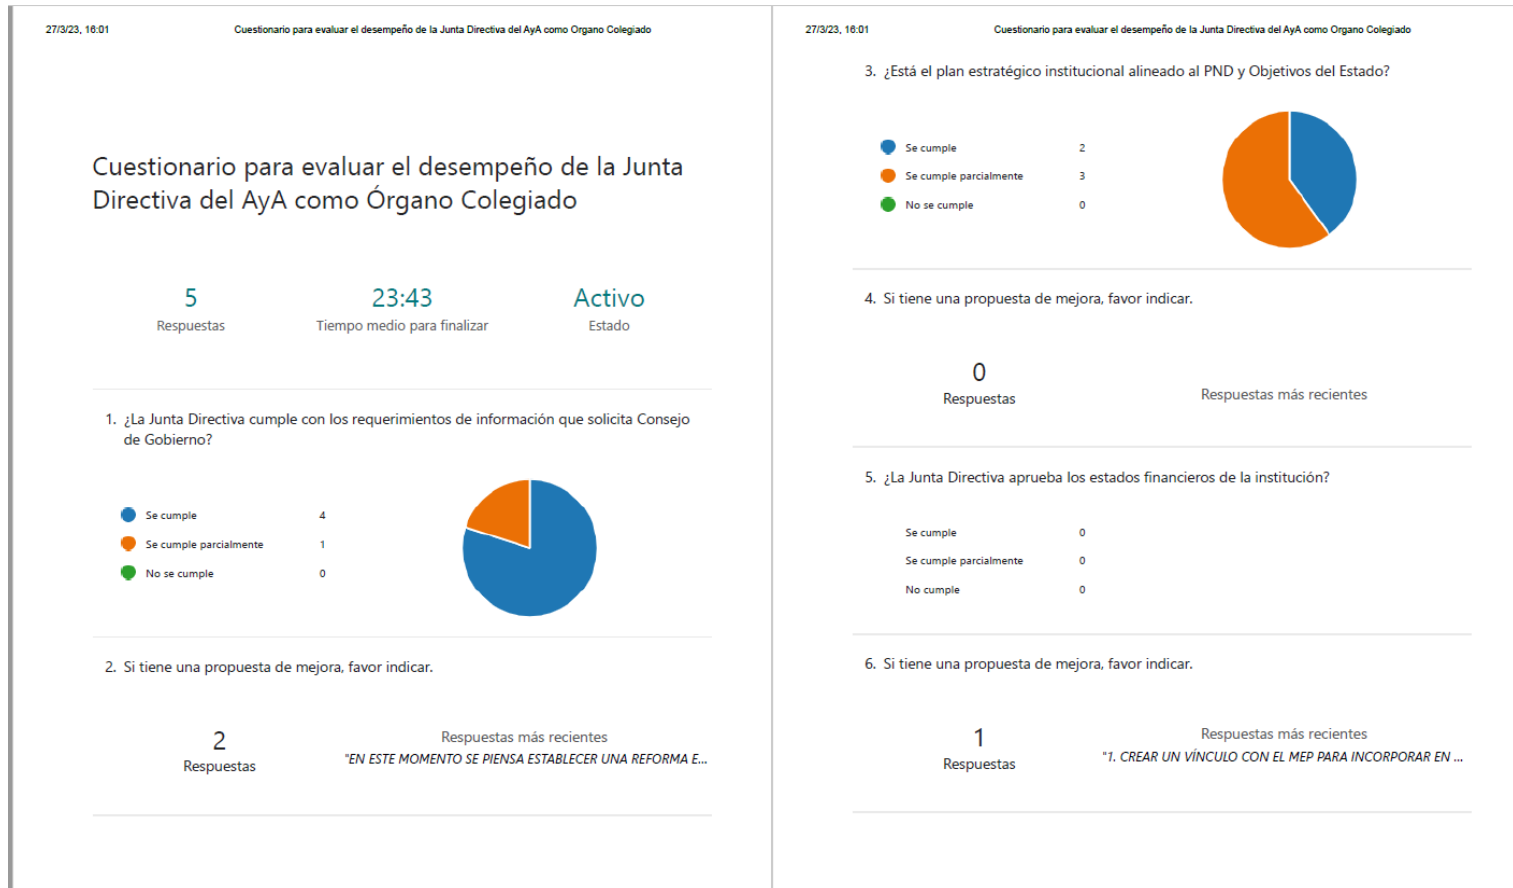 27/3/23, 16:01
Cuestionario para evaluar el desempeño de la Junta Directiva del AyA como Organo Colegiado
Cuestionario para evaluar el desempeño de la Junta
Directiva del AyA como Órgano Colegiado
5
Respuestas
23:43
Tiempo medio para finalizar
Activo
Estado
1. ¿La Junta Directiva cumple con los requerimientos de información que solicita Consejo
de Gobierno?
Se cumple 4
Se cumple parcialmente 1
No se cumple 0
2. Si tiene una propuesta de mejora, favor indicar.
2
Respuestas
Respuestas más recientes
"EN ESTE MOMENTO SE PIENSA ESTABLECER UNA REFORMA E...
27/3/23, 16:01
Cuestionario para evaluar el desempeño de la Junta Directiva del AyA como Organo Colegiado
3. ¿Está el plan estratégico institucional alineado al PND y Objetivos del Estado?
Se cumple 2
Se cumple parcialmente 3
No se cumple 0
4. Si tiene una propuesta de mejora, favor indicar.
0
Respuestas
Respuestas más recientes
5. ¿La Junta Directiva aprueba los estados financieros de la institución?
Se cumple 0
Se cumple parcialmente 0
No cumple 0
6. Si tiene una propuesta de mejora, favor indicar.
1
Respuestas
Respuestas más recientes
"1. CREAR UN VÍNCULO CON EL MEP PARA INCORPORAR EN ...